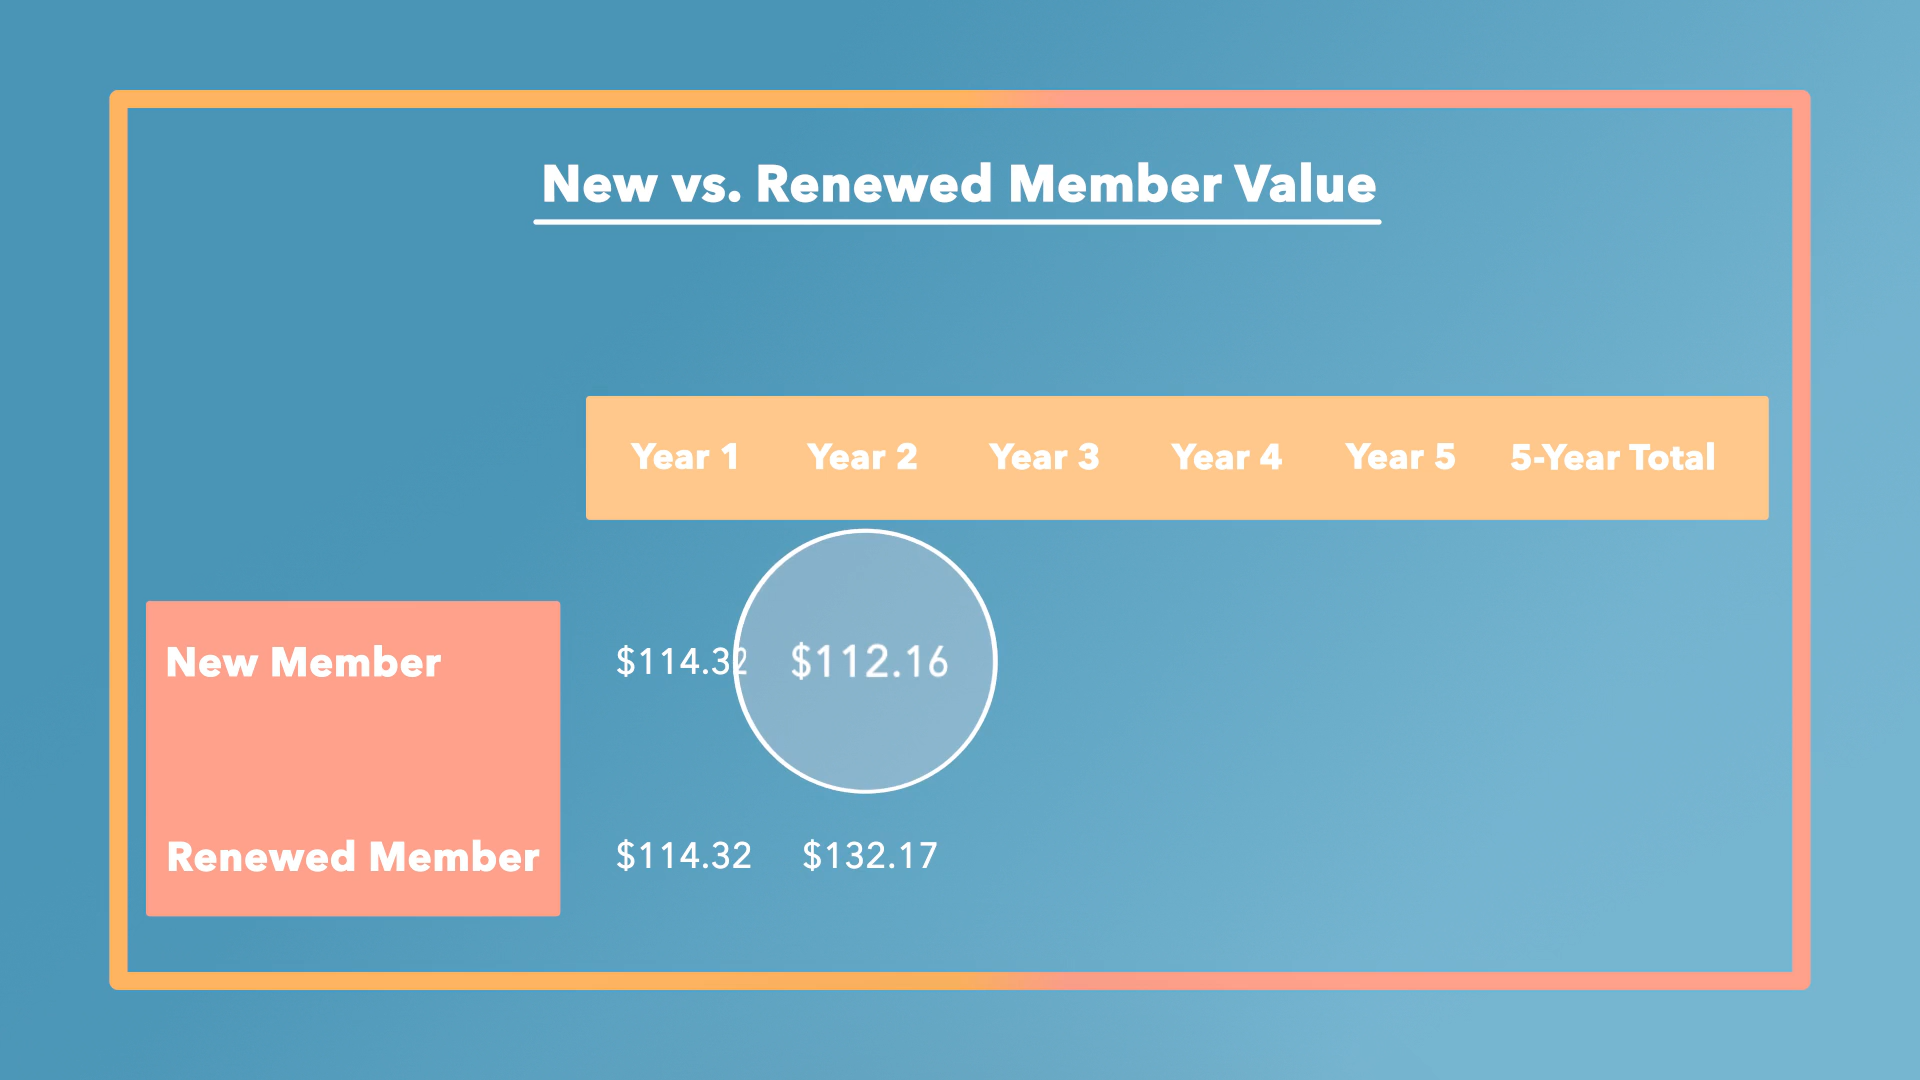 New vs. Renewed Member Value
Year 1 Year 2 Year 3 Year 4 Year 5 5-Year Total
New Member $114.32 $112.16
Renewed Member $114.32 $132.17